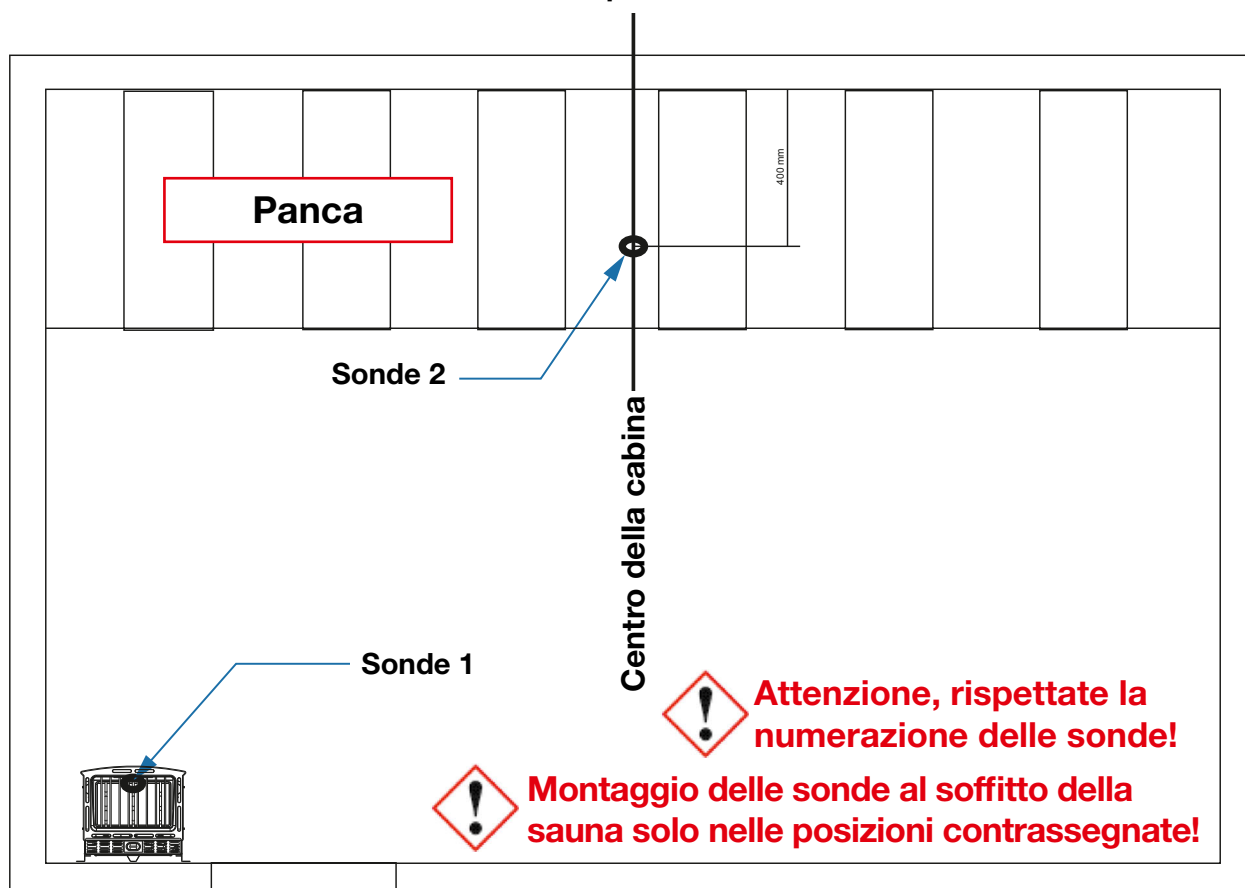 400 mm
Panca
Sonde 2
Centro della cabina
Sonde 1
Attenzione, rispettate la
numerazione delle sonde!
Montaggio delle sonde al soffitto della
sauna solo nelle posizioni contrassegnate!